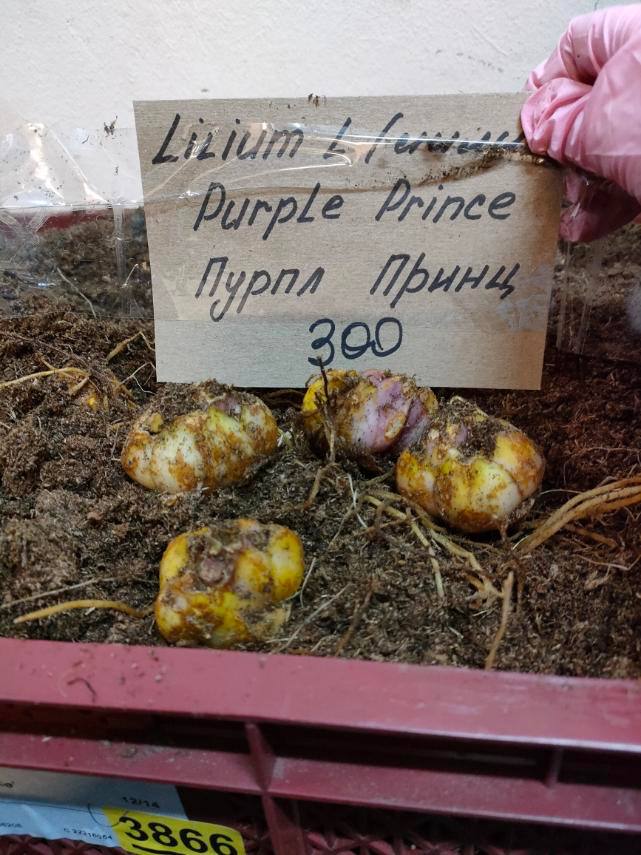 Lilium L
Purple Prince
Пурпл Принц
300
12/14
3866